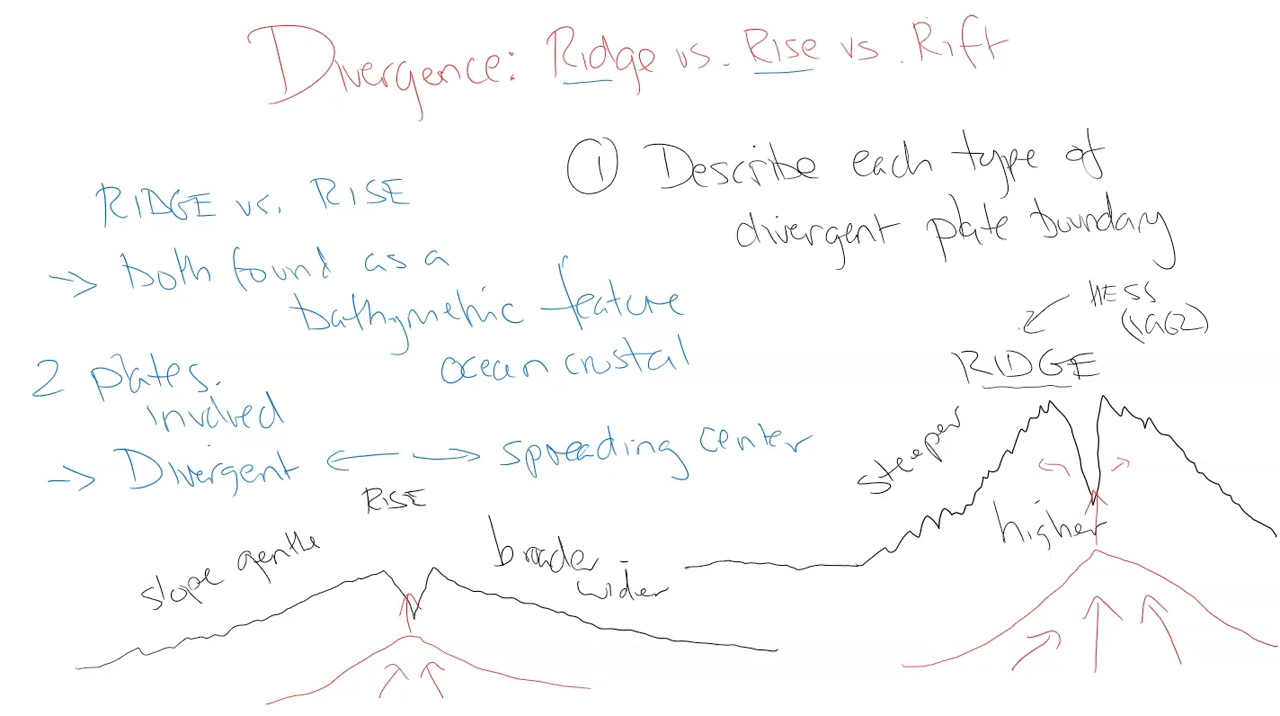 Divergence: Ridge vs. Rise vs. Rift
① Describe each type of
divergent plate boundary
RIDGE vs. RISE
→ both found as a
bathymetric feature
ocean crustal
2 plates.
involved
→ Divergent ← → spreading center
HESS
(1962)
RIDGE
steeper
higher
RISE
slope gentle
broader
wider